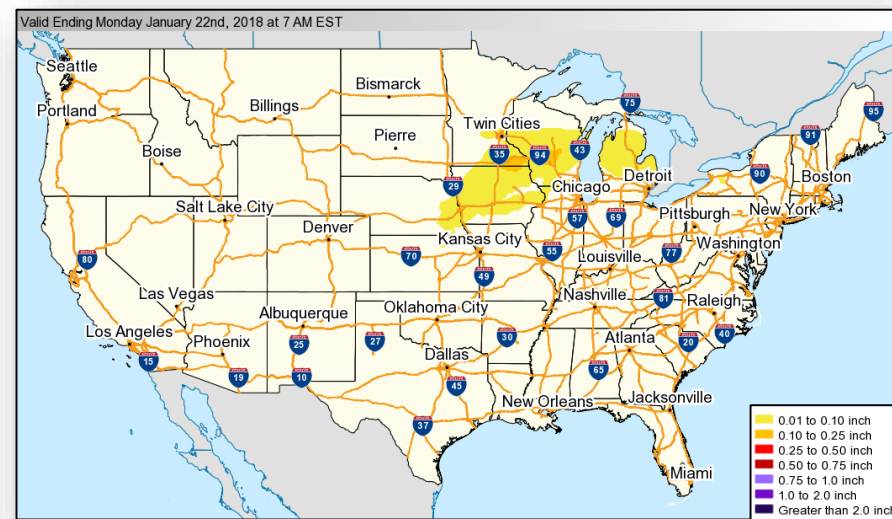 Valid Ending Monday January 22nd, 2018 at 7 AM EST
Seattle
75
95
Bismarck
Portland
Billings
Twin Cities
91
Pierre
35
94
43
Boise
90
Boston
29
Chicago
Detroit
Salt Lake City
New York
57
69
Pittsburgh
Denver
Kansas City
Washington
80
70
55
Louisville
77
49
Las Vegas
Nashville
81
Raleigh
Albuquerque
Oklahoma City
Los Angeles
Phoenix
25
27
30
Atlanta
20
40
15
Dallas
19
10
45
65
New Orleans
Jacksonville
37
Miami
0.01 to 0.10 inch
0.10 to 0.25 inch
0.25 to 0.50 inch
0.50 to 0.75 inch
0.75 to 1.0 inch
1.0 to 2.0 inch
Greater than 2.0 inch